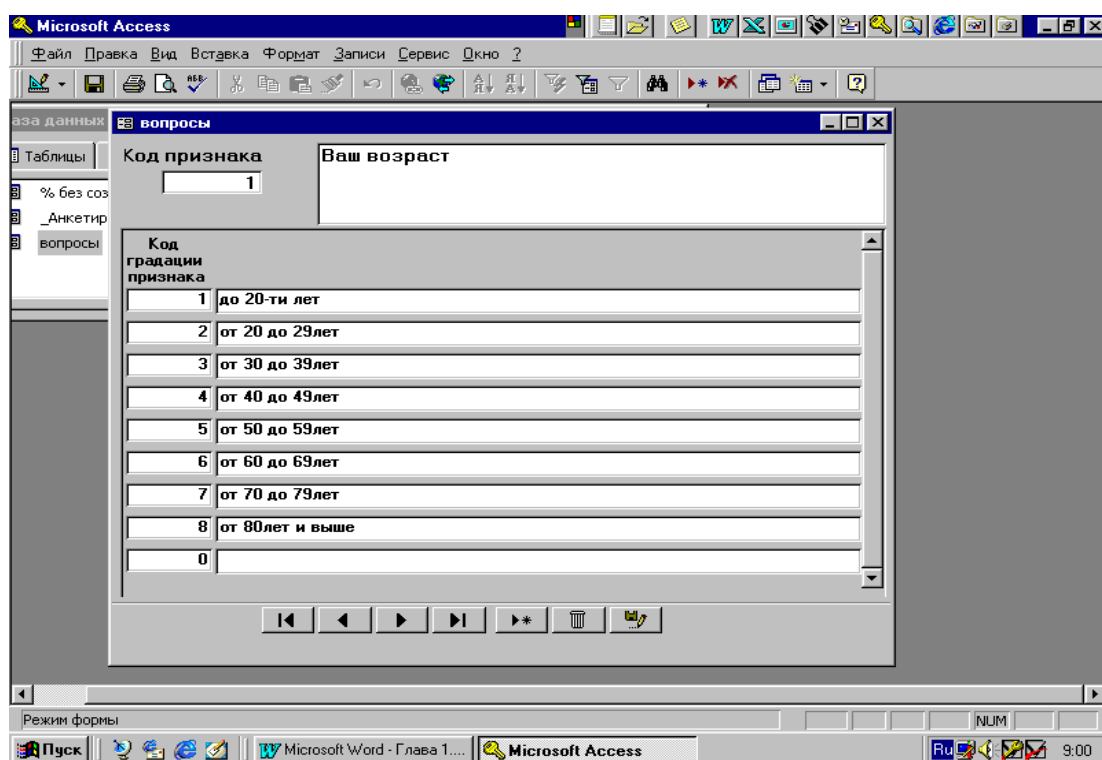 Microsoft Access
Файл Правка Вид Вставка Формат Записи Сервис Окно ?
аза данных
Таблицы
% без соз
_Анкетир
вопросы
вопросы
Код признака
1
Ваш возраст
Код
градации
признака
1 до 20-ти лет
2 от 20 до 29лет
3 от 30 до 39лет
4 от 40 до 49лет
5 от 50 до 59лет
6 от 60 до 69лет
7 от 70 до 79лет
8 от 80лет и выше
0
Режим формы
NUM
Пуск
Microsoft Word - Глава 1....
Microsoft Access
Ru
9:00